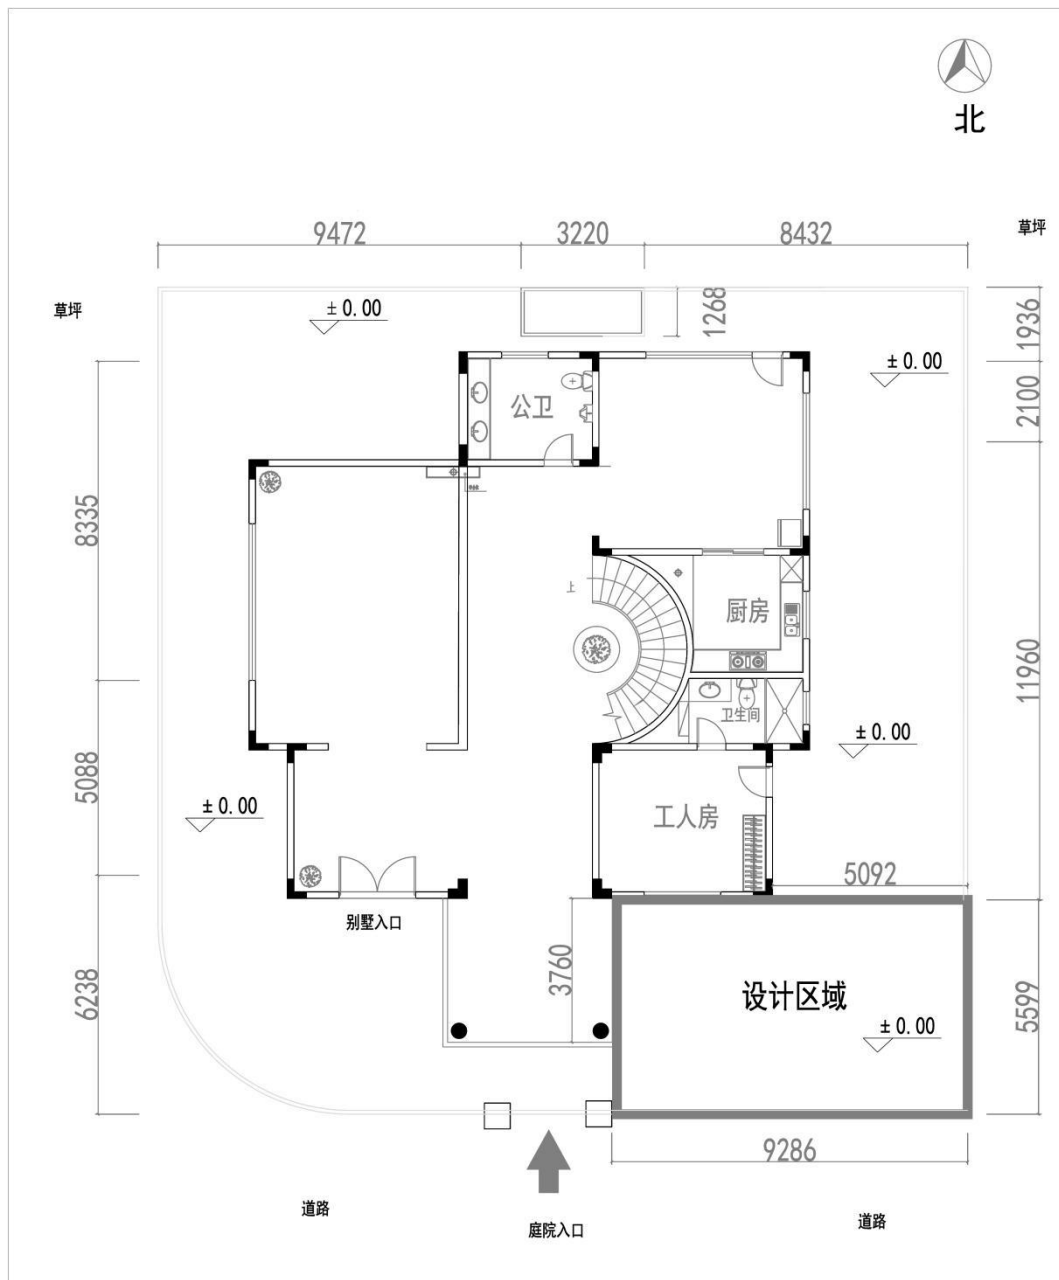 北
草坪
9472
3220
8432
草坪
± 0.00
1268
1936
± 0.00
2100
公卫
8335
上
厨房
11960
卫生间
± 0.00
5088
± 0.00
工人房
5092
别墅入口
3760
6238
设计区域
± 0.00
5599
9286
道路
庭院入口
道路